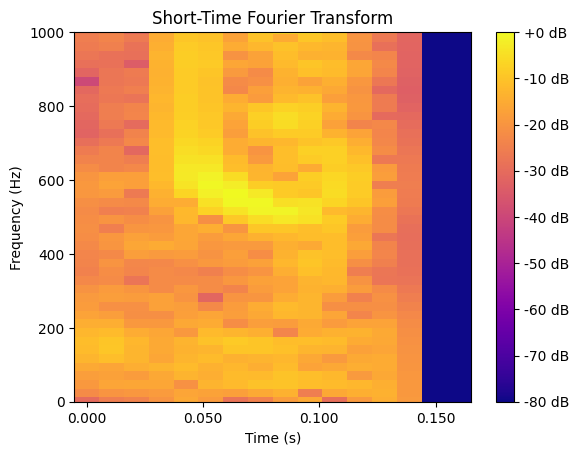 Short-Time Fourier Transform
1000
800
600
400
200
0
Frequency (Hz)
0.000
0.050
0.100
0.150
Time (s)
+0 dB
-10 dB
-20 dB
-30 dB
-40 dB
-50 dB
-60 dB
-70 dB
-80 dB